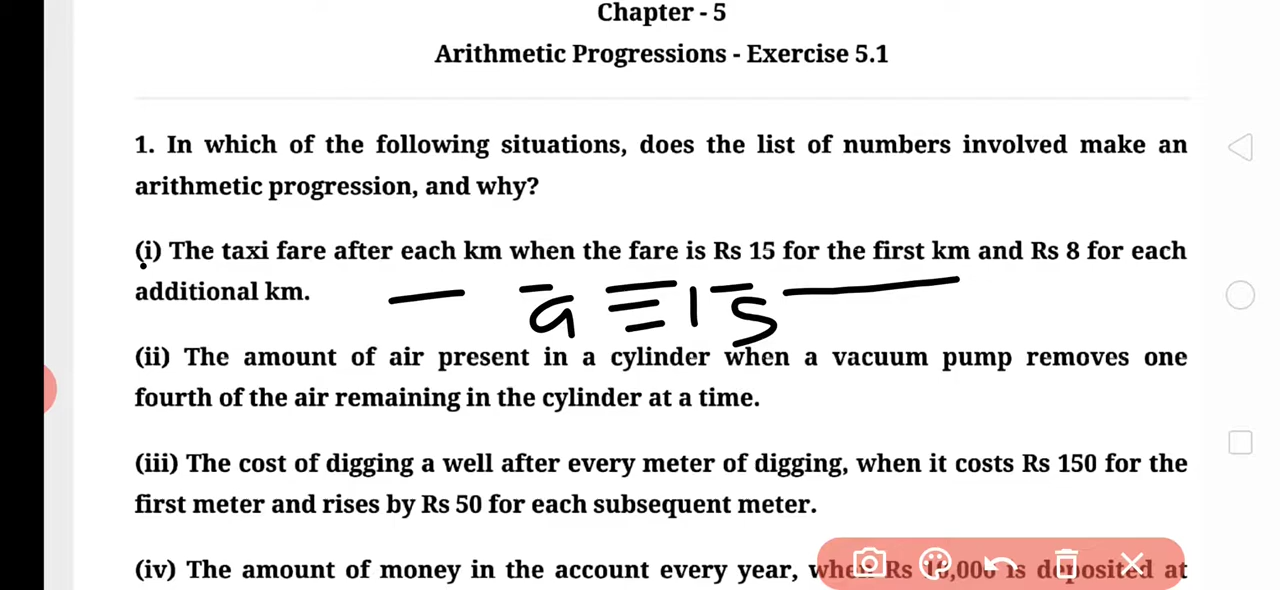 Chapter - 5
Arithmetic Progressions - Exercise 5.1
1. In which of the following situations, does the list of numbers involved make an
arithmetic progression, and why?
(i) The taxi fare after each km when the fare is Rs 15 for the first km and Rs 8 for each
additional km.
a = 15
(ii) The amount of air present in a cylinder when a vacuum pump removes one
fourth of the air remaining in the cylinder at a time.
(iii) The cost of digging a well after every meter of digging, when it costs Rs 150 for the
first meter and rises by Rs 50 for each subsequent meter.
(iv) The amount of money in the account every year, when Rs 10,000 is deposited at